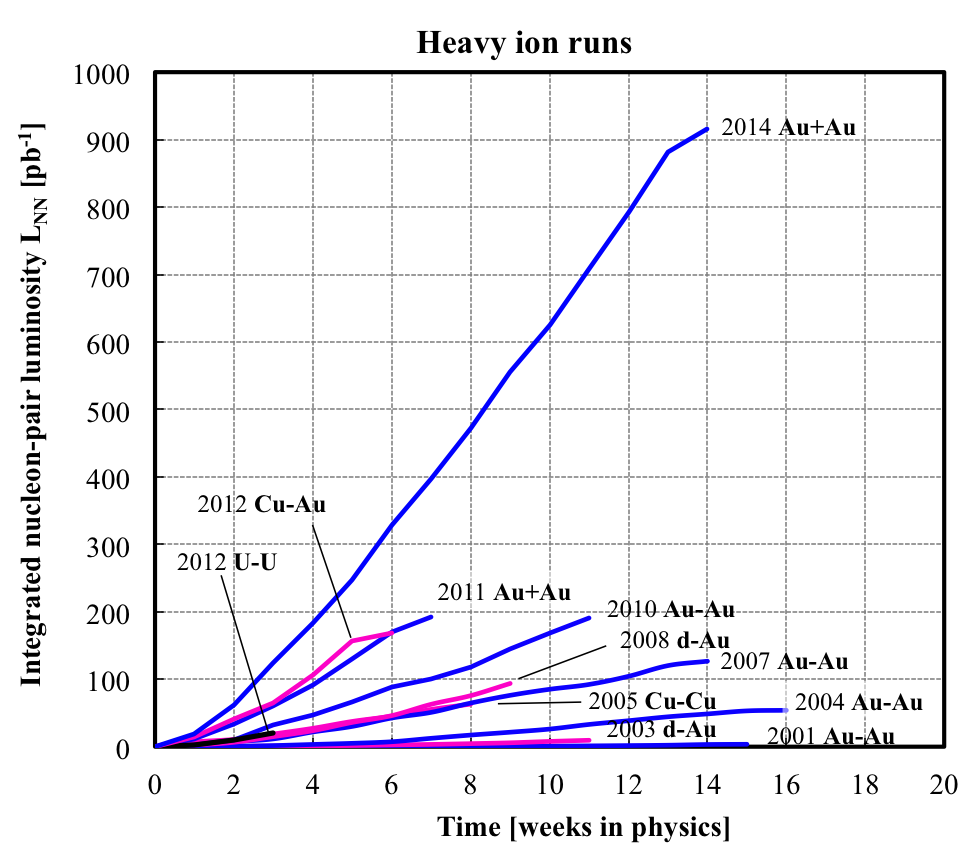 Heavy ion runs
Integrated nucleon-pair luminosity L_NN [pb⁻¹]
1000
900
800
700
600
500
400
300
200
100
0
2014 Au+Au
2012 Cu-Au
2012 U-U
2011 Au+Au
2010 Au-Au
2008 d-Au
2007 Au-Au
2005 Cu-Cu
2004 Au-Au
2003 d-Au
2001 Au-Au
0 2 4 6 8 10 12 14 16 18 20
Time [weeks in physics]